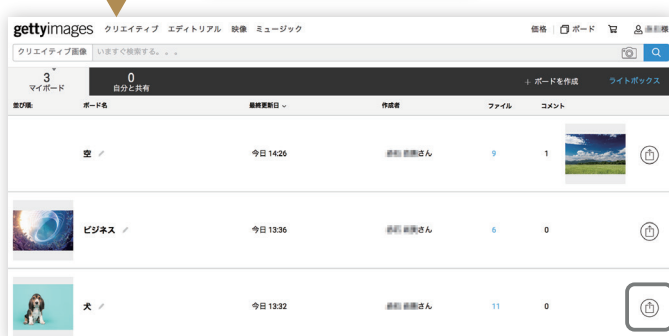 gettyimages クリエイティブ エディトリアル 映像 ミュージック 価格 ボード 様
クリエイティブ画像 いますぐ検索する。。。
3 マイボード
0 自分と共有
+ ボードを作成 ライトボックス
並び順: ボード名 最終更新日 作成者 ファイル コメント
空 今日 14:26 さん 9 1
ビジネス 今日 13:36 さん 6 0
犬 今日 13:32 さん 11 0